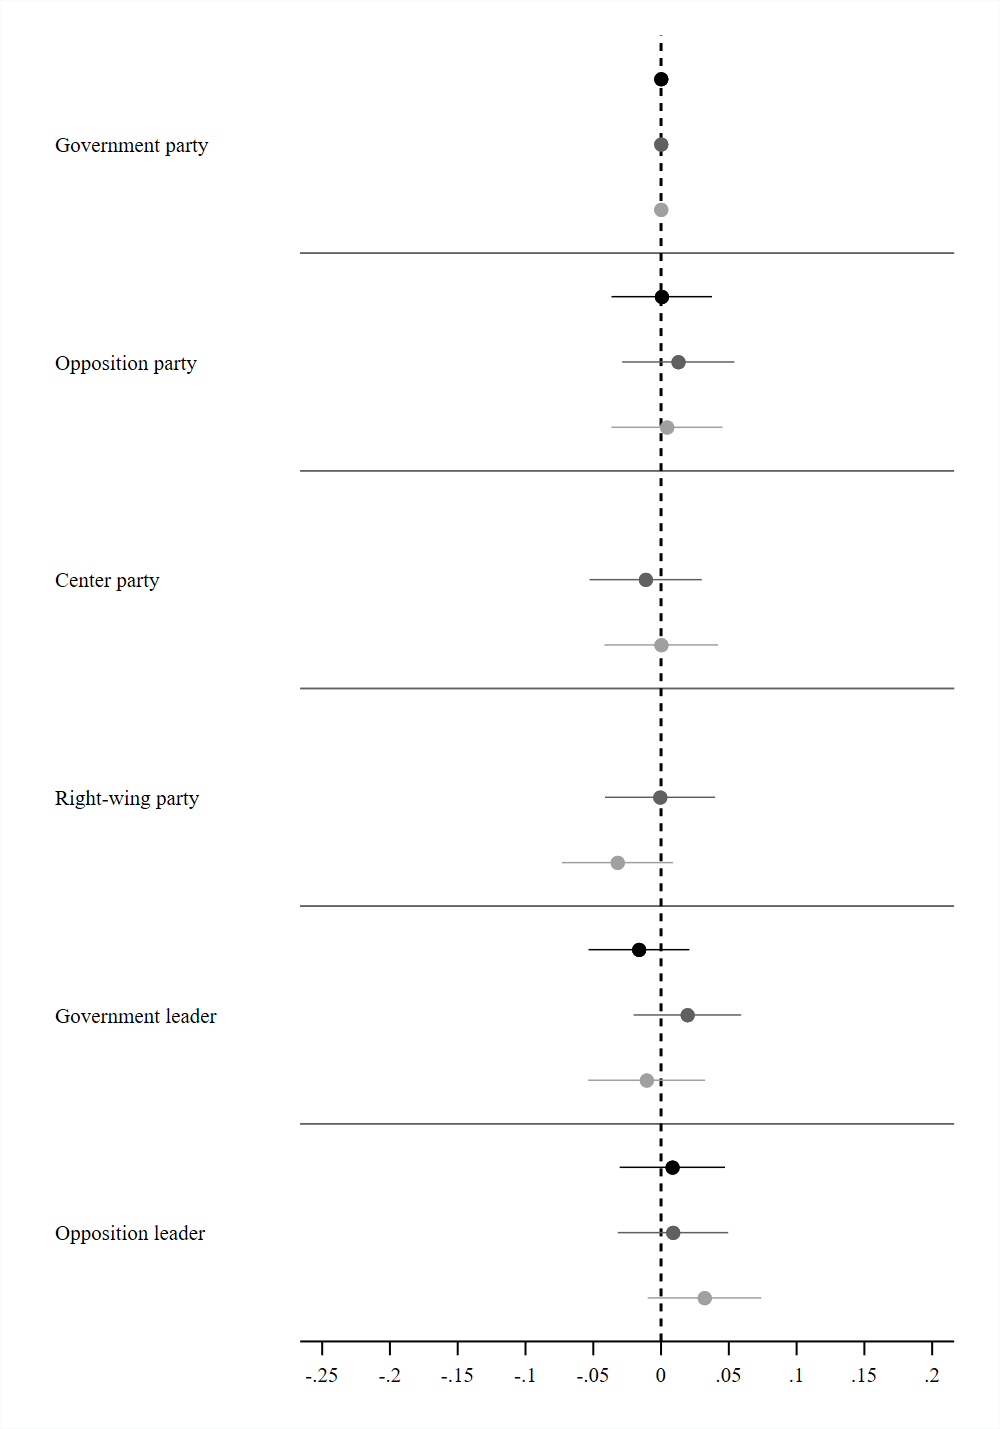 Government party
Opposition party
Center party
Right-wing party
Government leader
Opposition leader
-.25 -.2 -.15 -.1 -.05 0 .05 .1 .15 .2